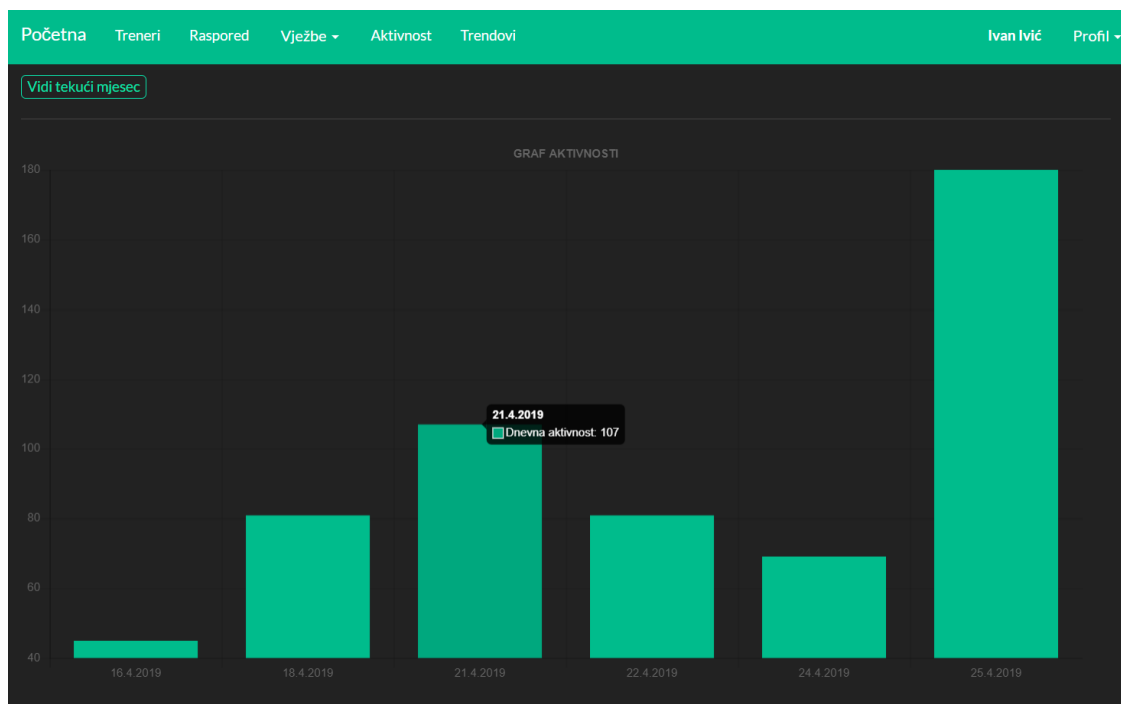 Početna Treneri Raspored Vježbe Aktivnost Trendovi Ivan Ivić Profil
Vidi tekući mjesec
GRAF AKTIVNOSTI
180
160
140
120
21.4.2019
Dnevna aktivnost: 107
100
80
60
40
16.4.2019 18.4.2019 21.4.2019 22.4.2019 24.4.2019 25.4.2019